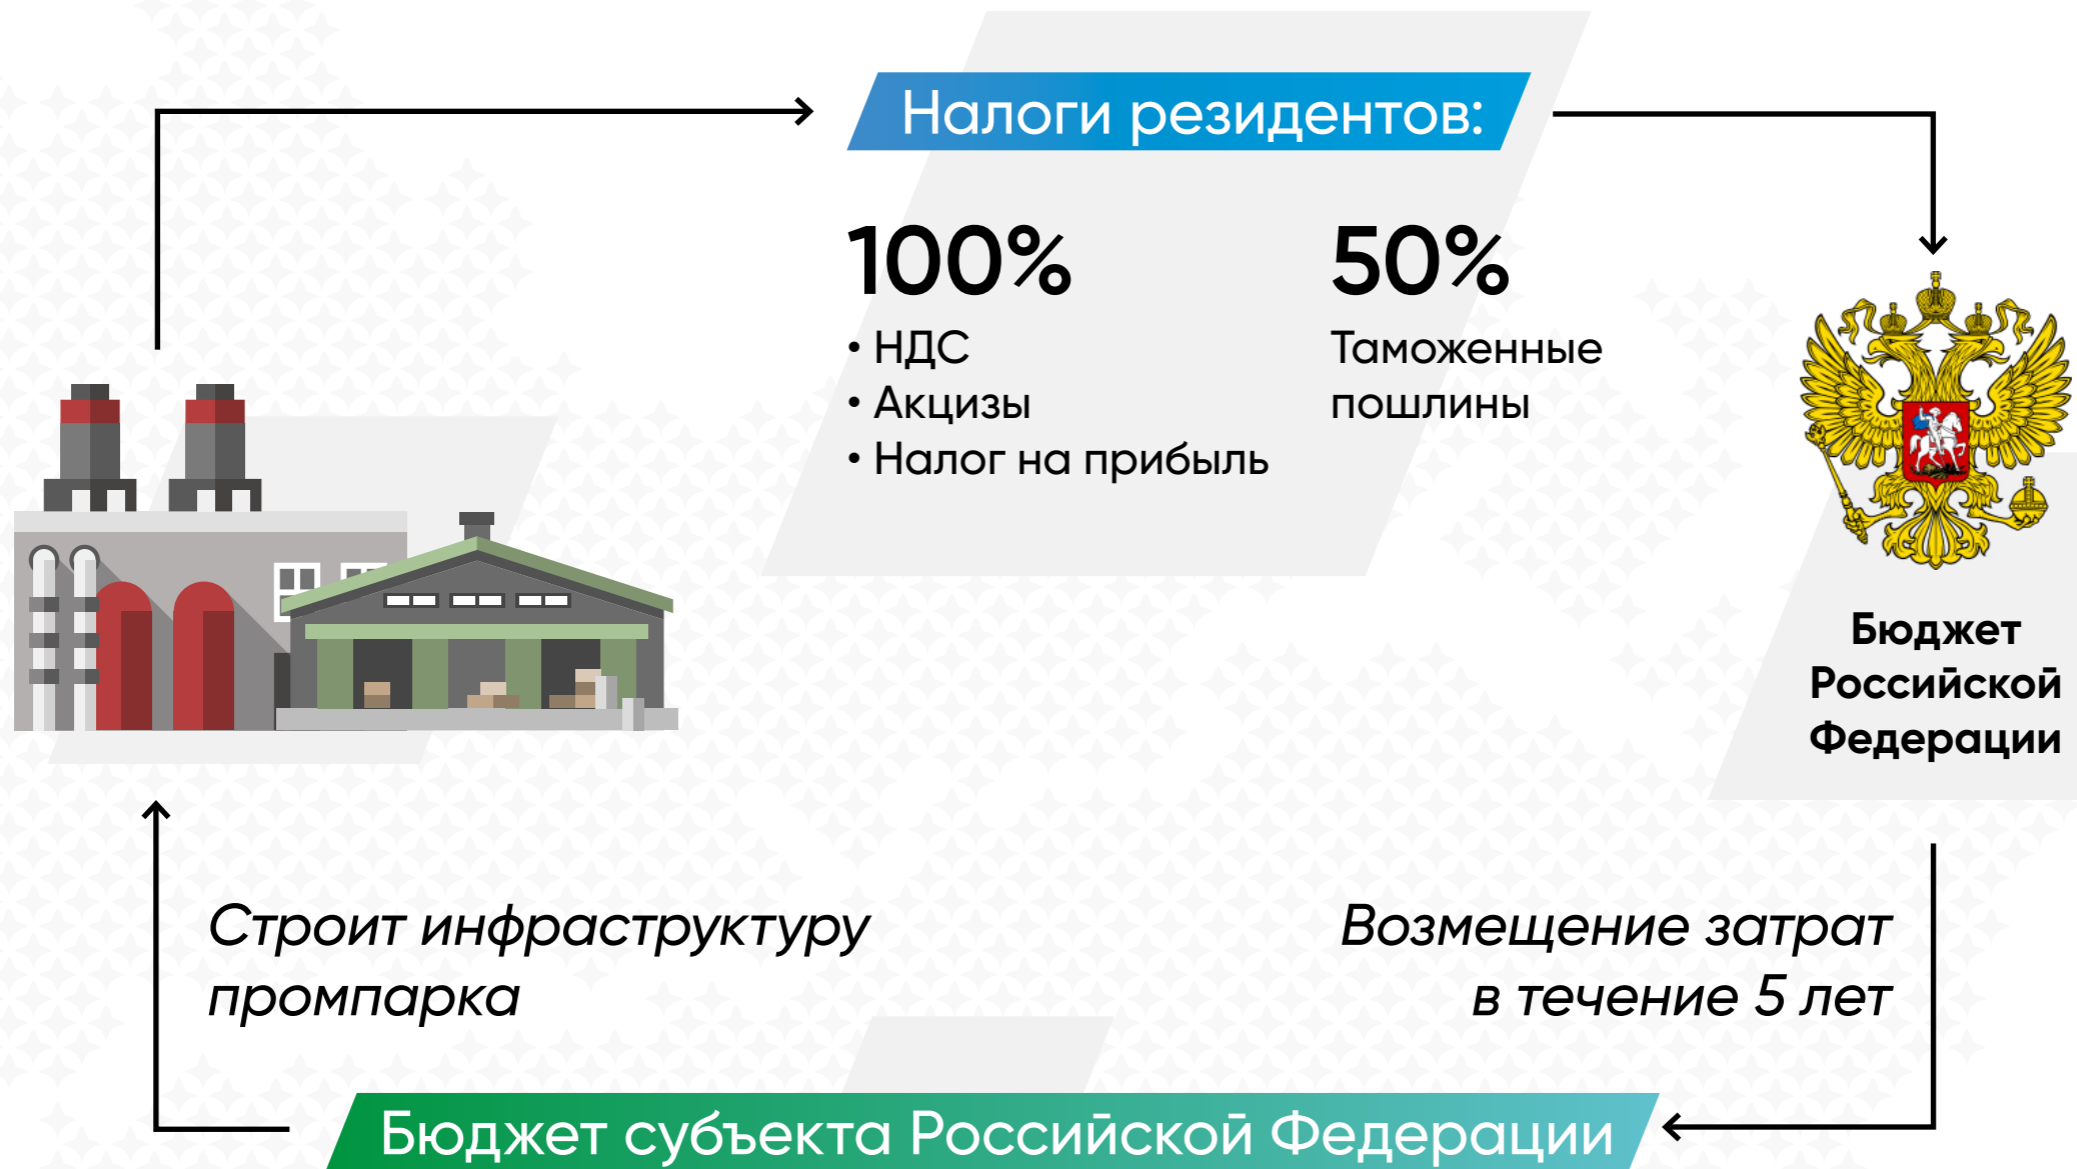 Налоги резидентов:
100%
• НДС
• Акцизы
• Налог на прибыль
50%
Таможенные
пошлины
Бюджет
Российской
Федерации
Строит инфраструктуру
промпарка
Возмещение затрат
в течение 5 лет
Бюджет субъекта Российской Федерации